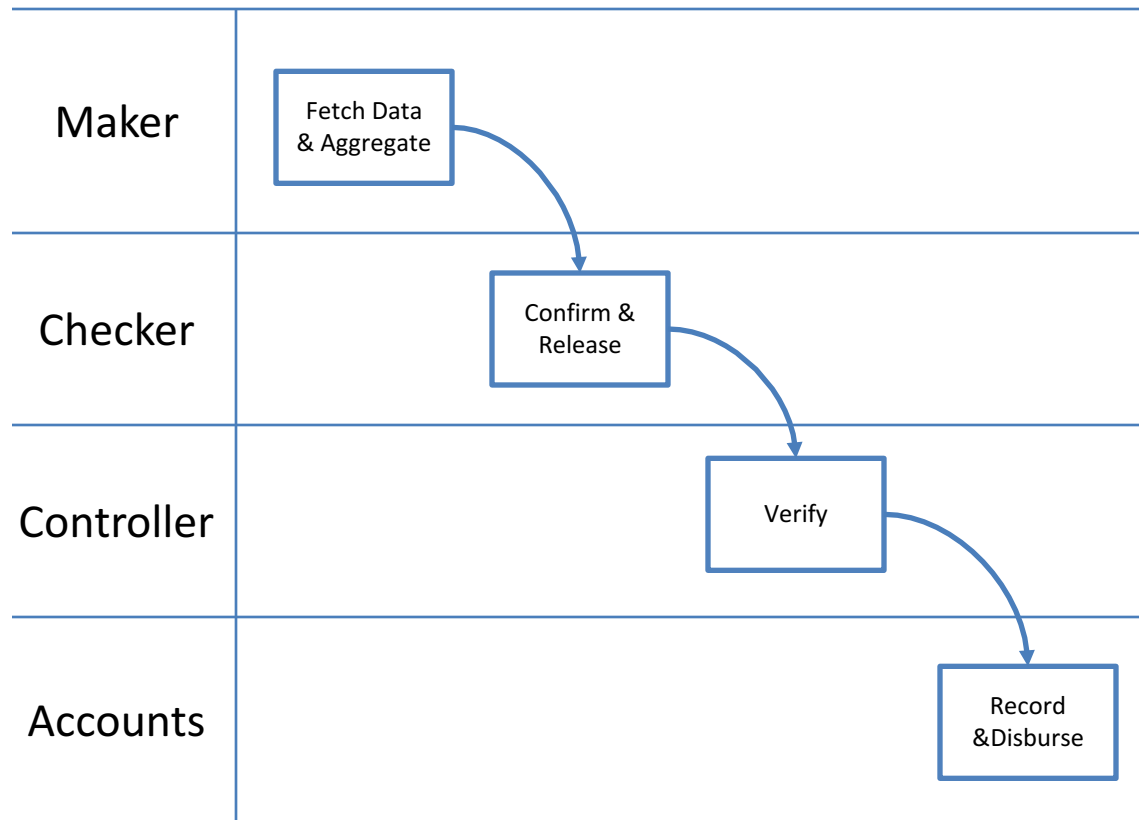 Maker
Fetch Data
& Aggregate
Checker
Confirm &
Release
Controller
Verify
Accounts
Record
&Disburse